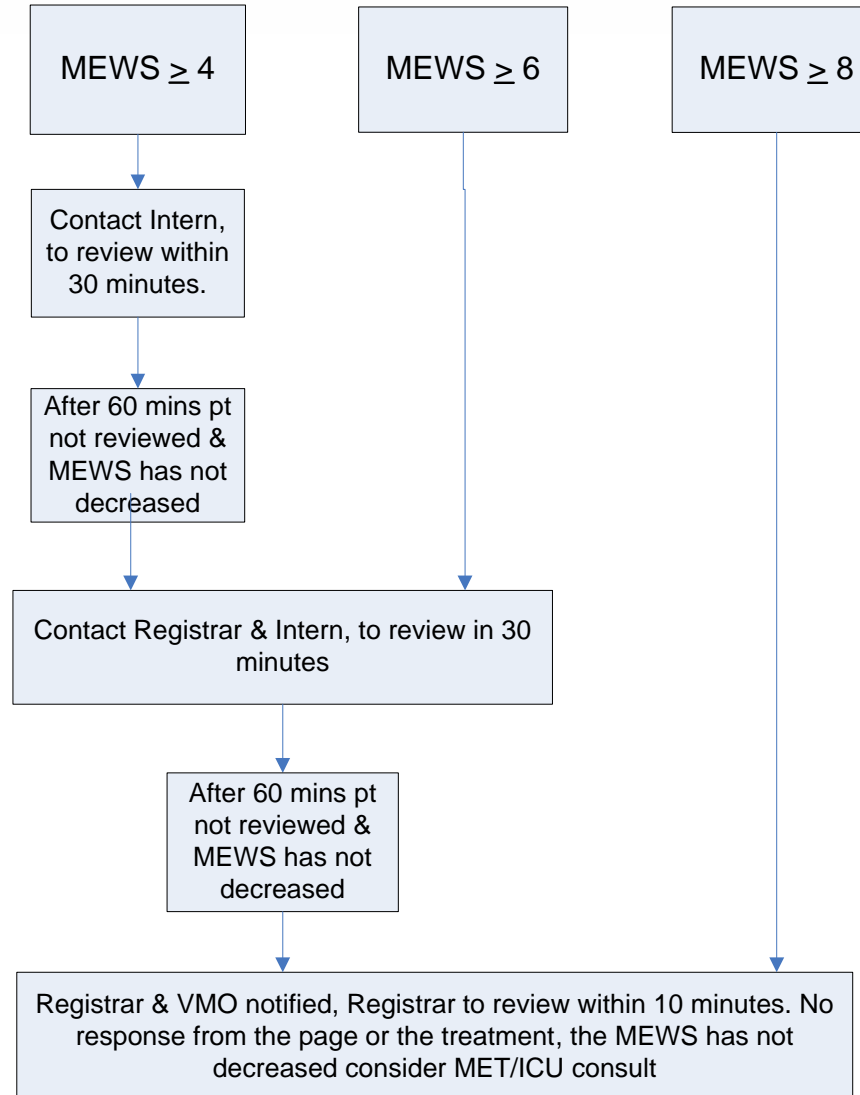 MEWS ≥ 4
MEWS ≥ 6
MEWS ≥ 8
Contact Intern,
to review within
30 minutes.
After 60 mins pt
not reviewed &
MEWS has not
decreased
Contact Registrar & Intern, to review in 30
minutes
After 60 mins pt
not reviewed &
MEWS has not
decreased
Registrar & VMO notified, Registrar to review within 10 minutes. No
response from the page or the treatment, the MEWS has not
decreased consider MET/ICU consult